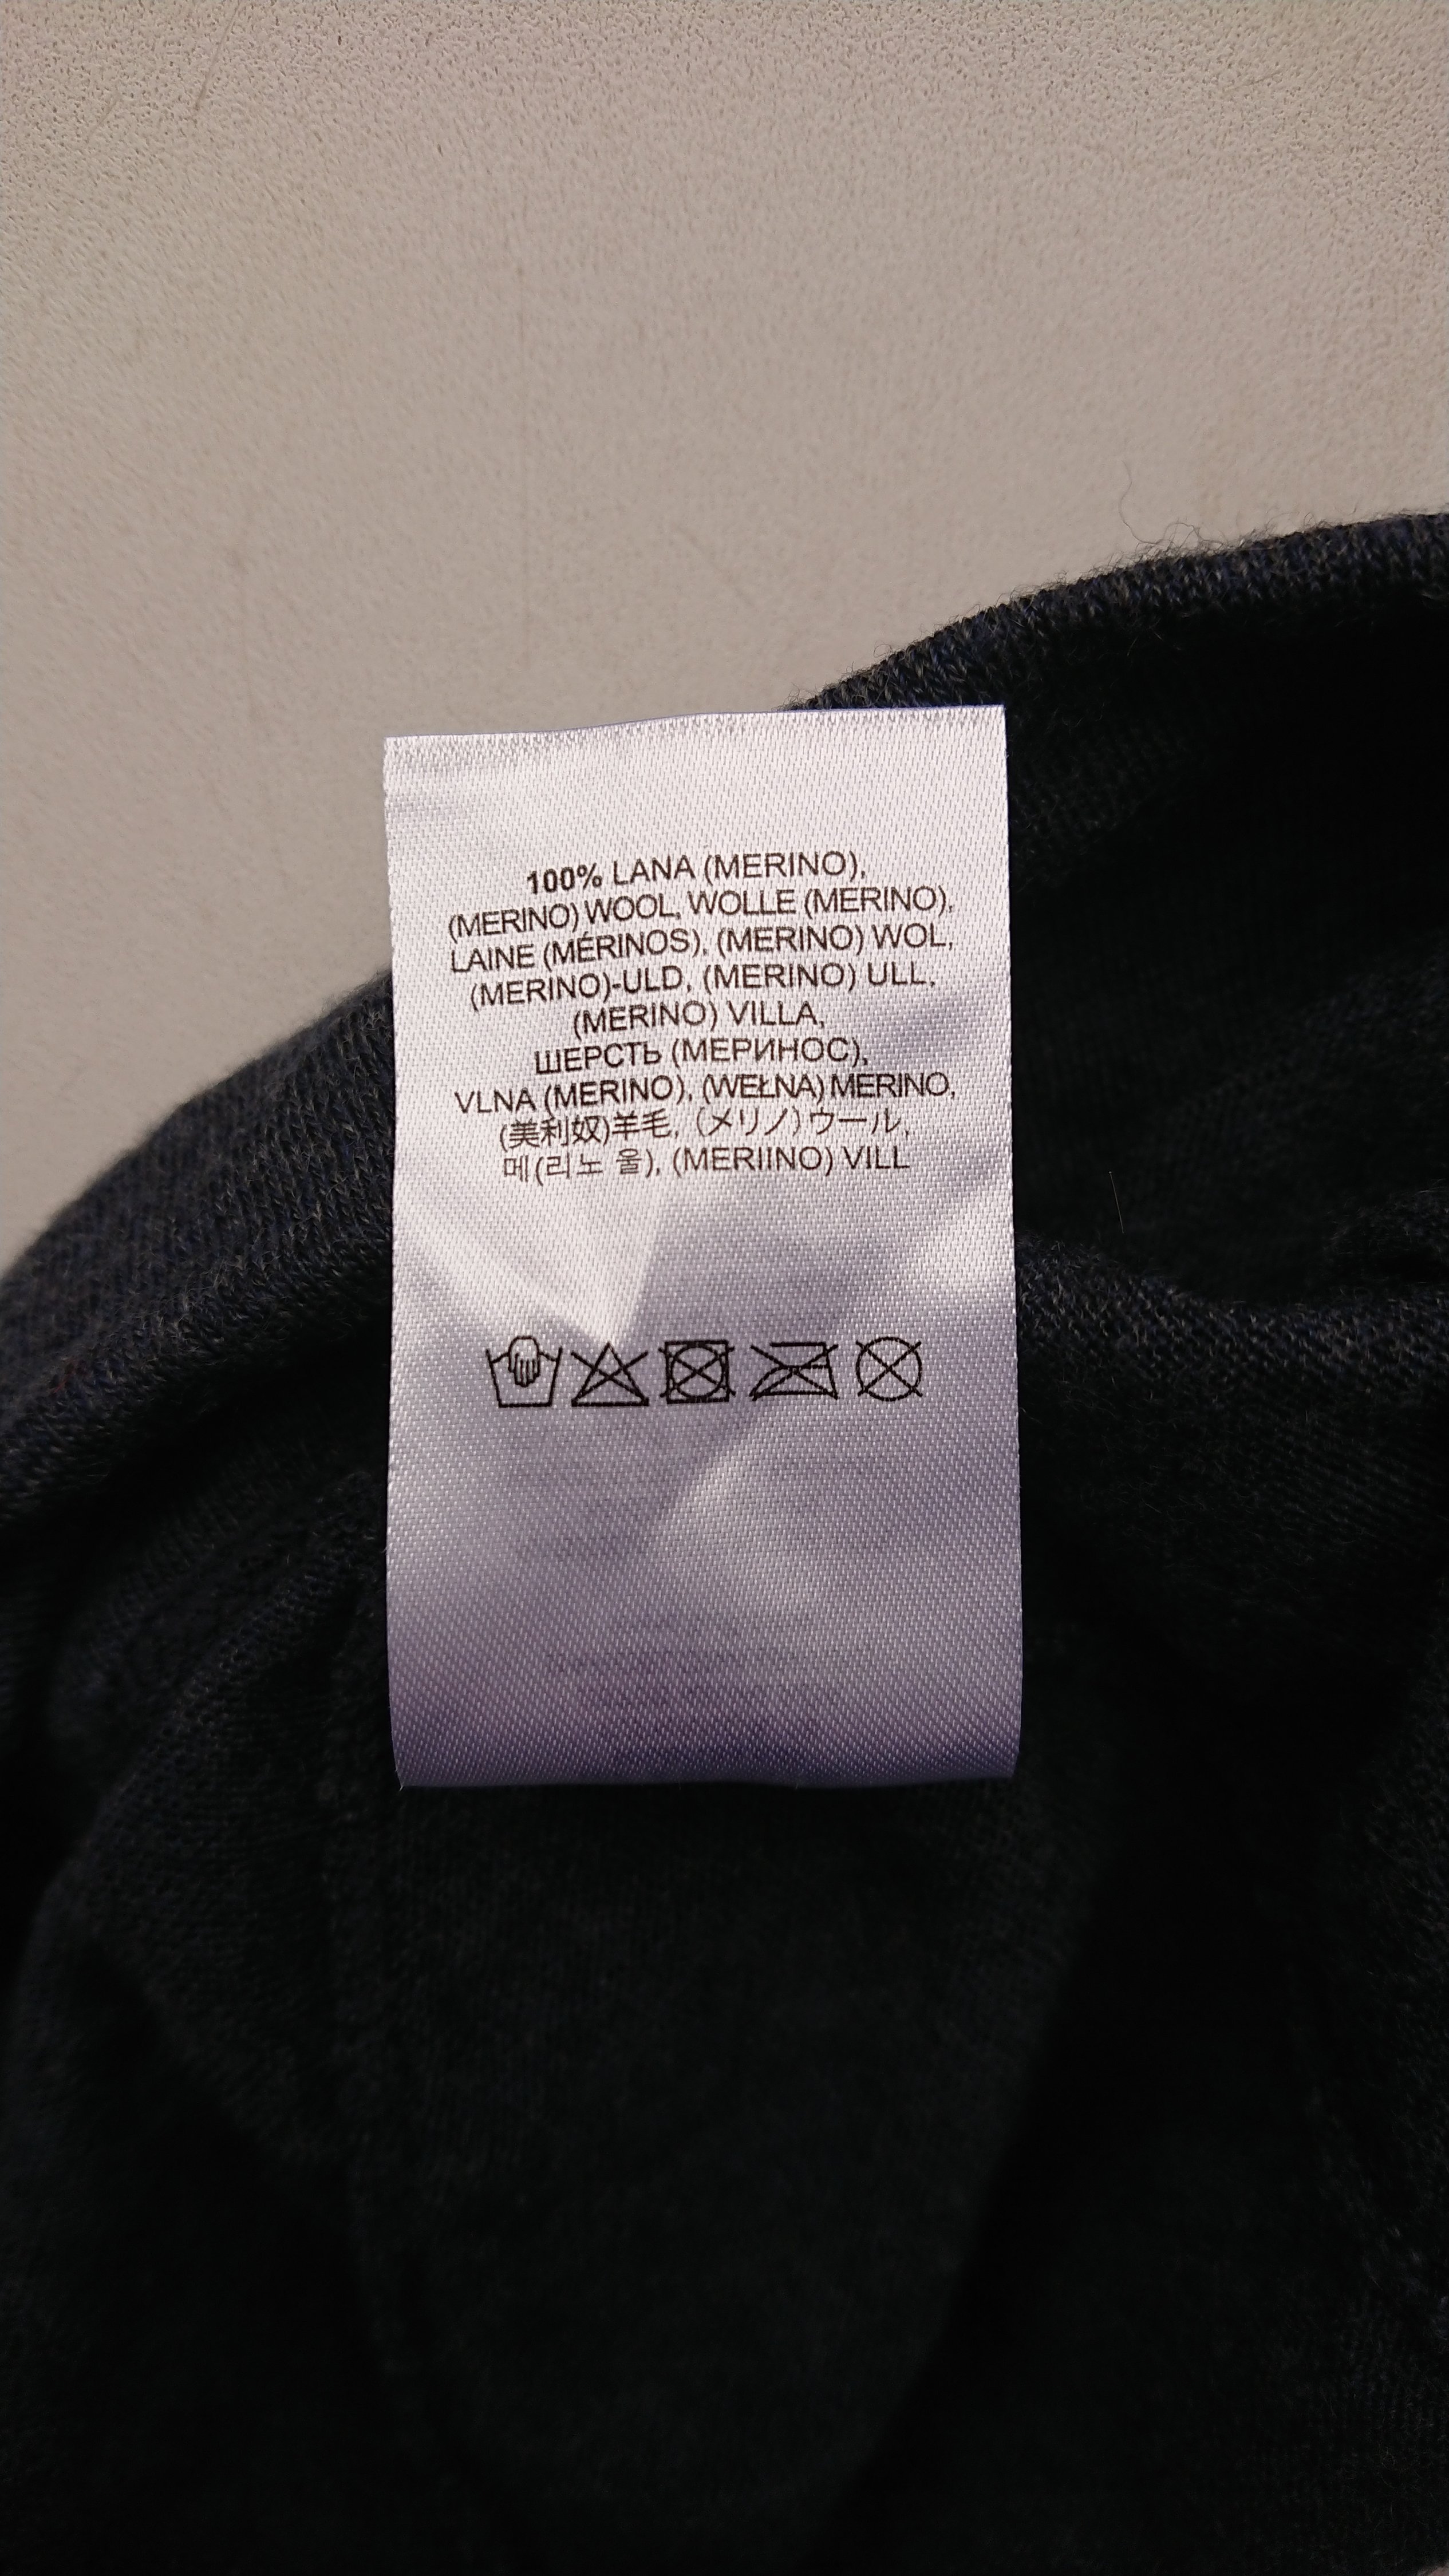 100% LANA (MERINO),
(MERINO) WOOL, WOLLE (MERINO),
LAINE (MÉRINOS), (MERINO) WOL,
(MERINO)-ULD, (MERINO) ULL,
(MERINO) VILLA,
ШЕРСТЬ (МЕРИНОС),
VLNA (MERINO), (WEŁNA) MERINO,
(美利奴)羊毛, (メリノ)ウール,
메(리노 울), (MERIINO) VILL